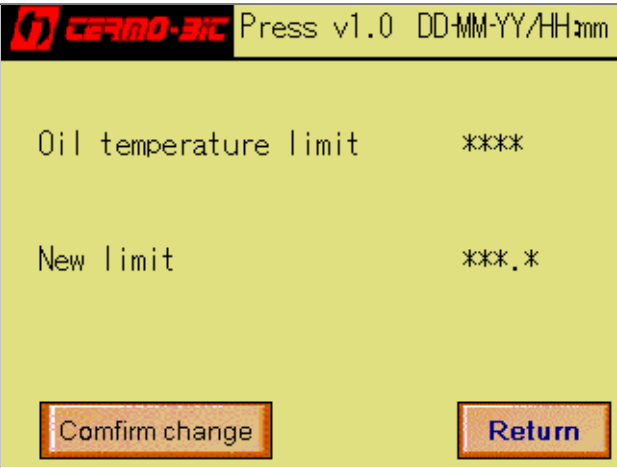 CERMO-BIC Press v1.0 DD-MM-YY/HH:mm
Oil temperature limit ****
New limit ***.*
Comfirm change Return